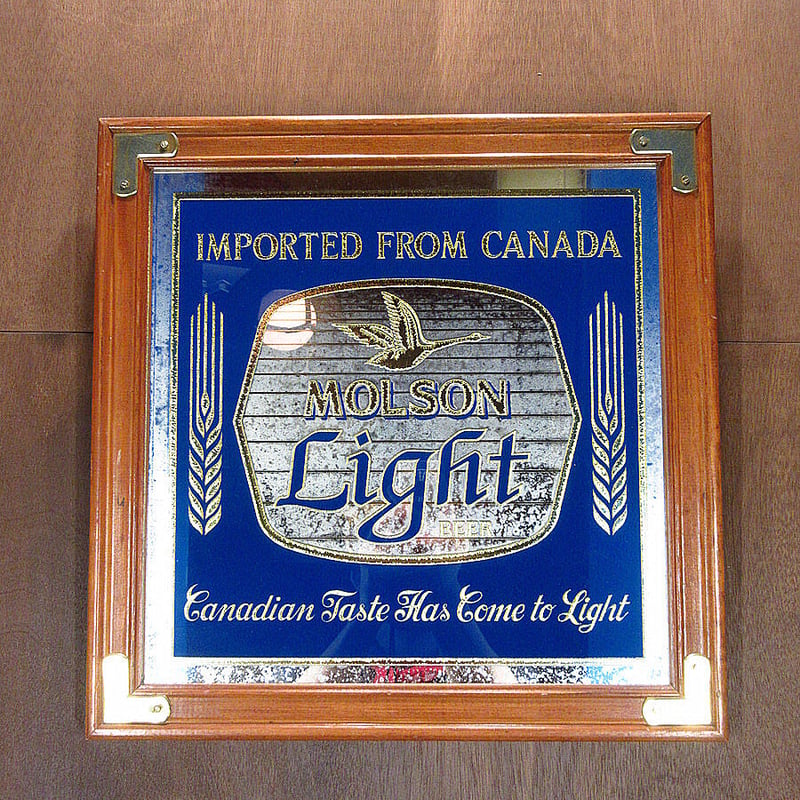 IMPORTED FROM CANADA
MOLSON
Light
BEER
Canadian Taste Has Come to Light